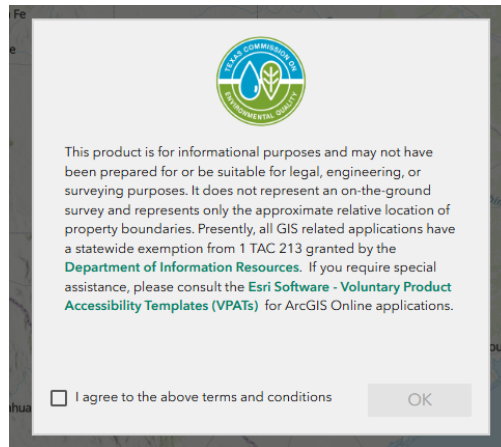 Fe
TEXAS COMMISSION ON
ENVIRONMENTAL QUALITY
This product is for informational purposes and may not have
been prepared for or be suitable for legal, engineering, or
surveying purposes. It does not represent an on-the-ground
survey and represents only the approximate relative location of
property boundaries. Presently, all GIS related applications have
a statewide exemption from 1 TAC 213 granted by the
Department of Information Resources. If you require special
assistance, please consult the Esri Software - Voluntary Product
Accessibility Templates (VPATs) for ArcGIS Online applications.
I agree to the above terms and conditions
OK